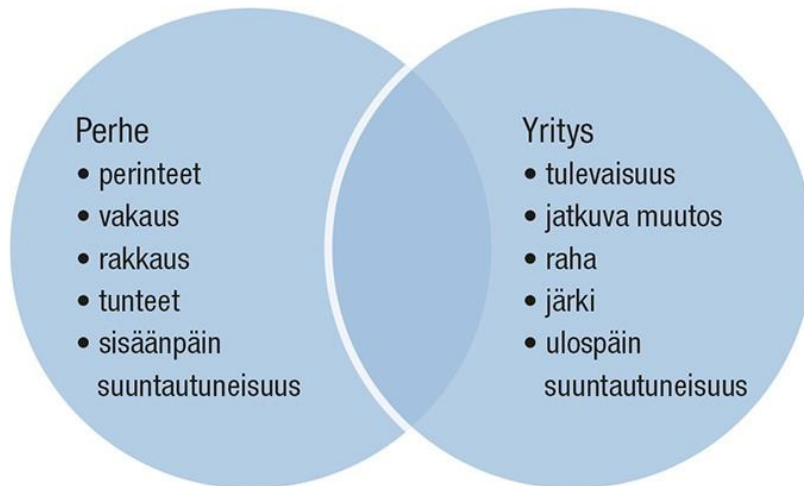 Perhe
• perinteet
• vakaus
• rakkaus
• tunteet
• sisäänpäin
suuntautuneisuus
Yritys
• tulevaisuus
• jatkuva muutos
• raha
• järki
• ulospäin
suuntautuneisuus